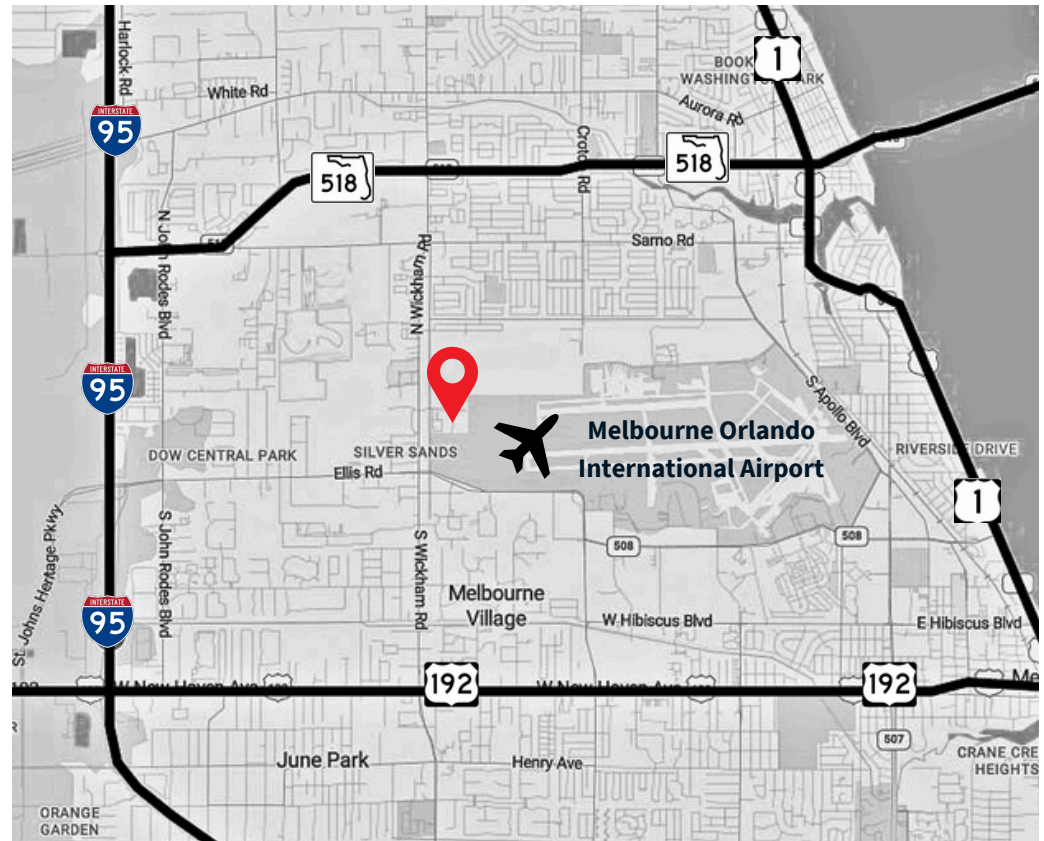 Harlock Rd
White Rd
INTERSTATE
95
518
518
1
WASHINGTON PARK
Aurora Rd
Croton Rd
N John Rodes Blvd
N Wickham Rd
Sarno Rd
INTERSTATE
95
S Apollo Blvd
Melbourne Orlando
International Airport
DOW CENTRAL PARK
SILVER SANDS
RIVERSIDE DRIVE
Ellis Rd
1
St. Johns Heritage Pkwy
S John Rodes Blvd
S Wickham Rd
508
508
INTERSTATE
95
Melbourne
Village
W Hibiscus Blvd
E Hibiscus Blvd
192
192
W New Haven Ave
W New Haven Ave
507
June Park
Henry Ave
CRANE CRE
HEIGHTS
ORANGE
GARDEN